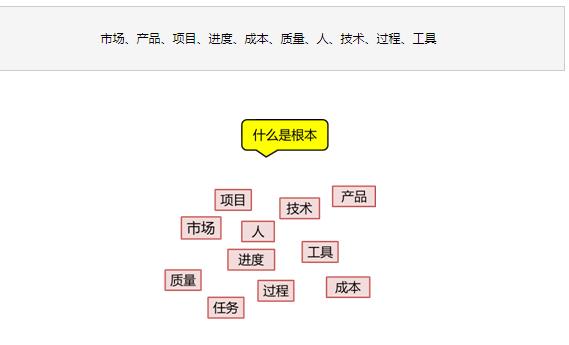 市场、产品、项目、进度、成本、质量、人、技术、过程、工具
什么是根本
产品
项目
技术
市场
人
进度
工具
质量
成本
过程
任务